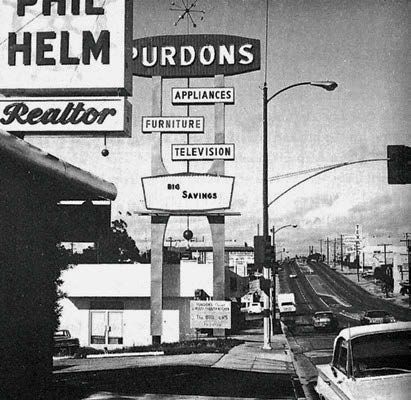 PHIL
HELM
Realtor
PURDONS
APPLIANCES
FURNITURE
TELEVISION
BIG
SAVINGS